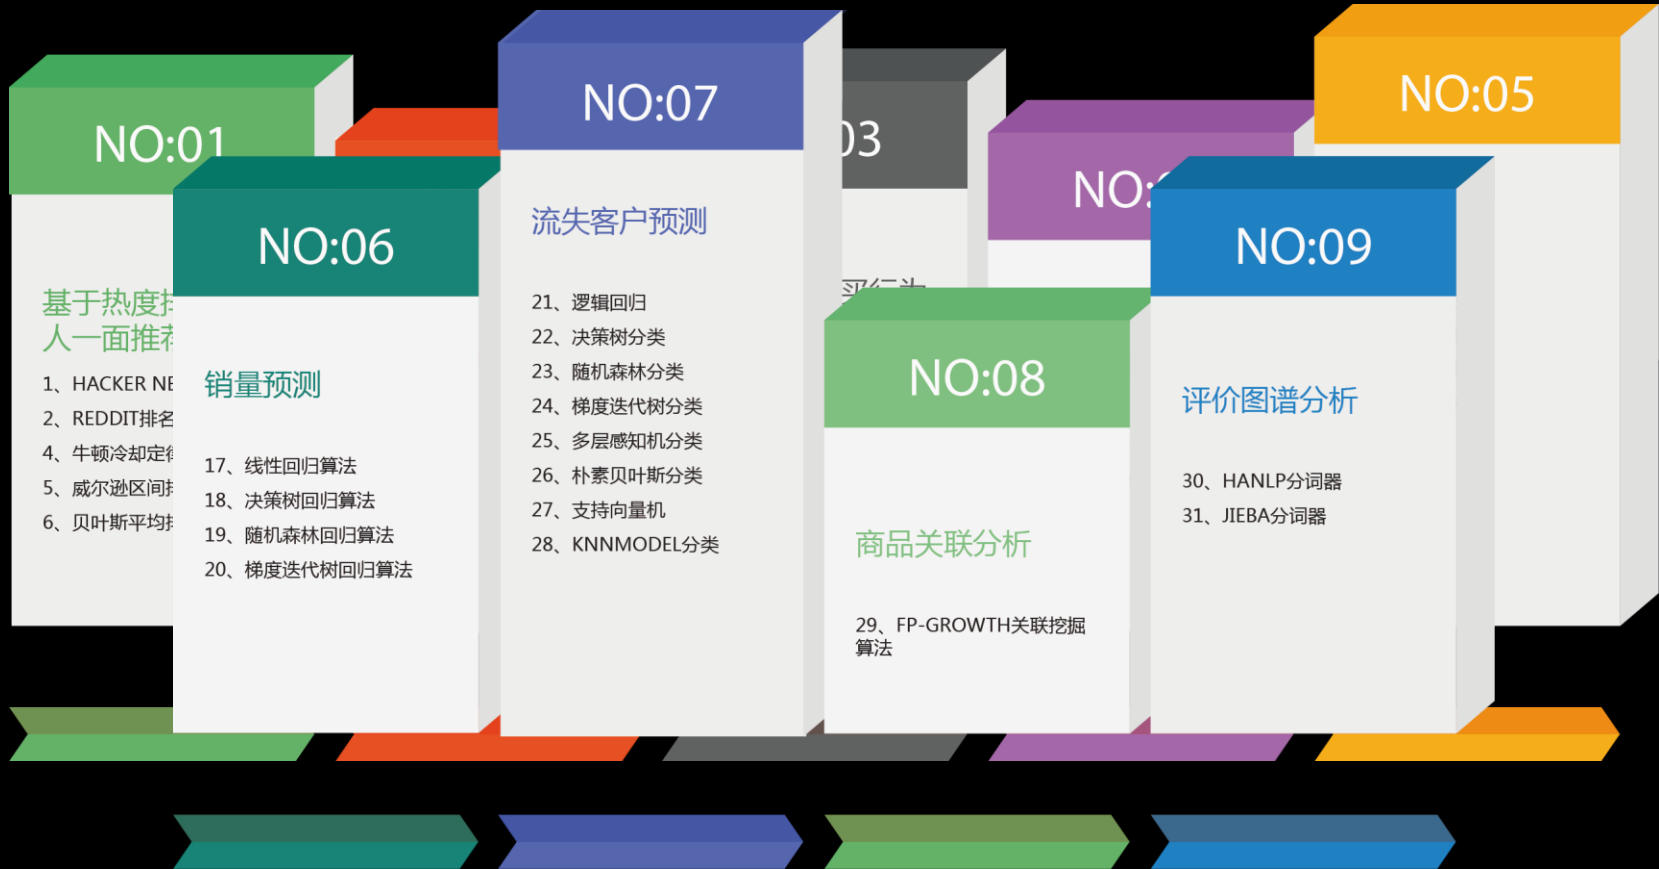 NO:01
基于热度
人一面推荐
1、HACKER NE
2、REDDIT排名
4、牛顿冷却定律
5、威尔逊区间
6、贝叶斯平均
NO:06
销量预测
17、线性回归算法
18、决策树回归算法
19、随机森林回归算法
20、梯度迭代树回归算法
NO:07
流失客户预测
21、逻辑回归
22、决策树分类
23、随机森林分类
24、梯度迭代树分类
25、多层感知机分类
26、朴素贝叶斯分类
27、支持向量机
28、KNNMODEL分类
03
买行为
NO:08
商品关联分析
29、FP-GROWTH关联挖掘
算法
NO:
NO:09
评价图谱分析
30、HANLP分词器
31、JIEBA分词器
NO:05